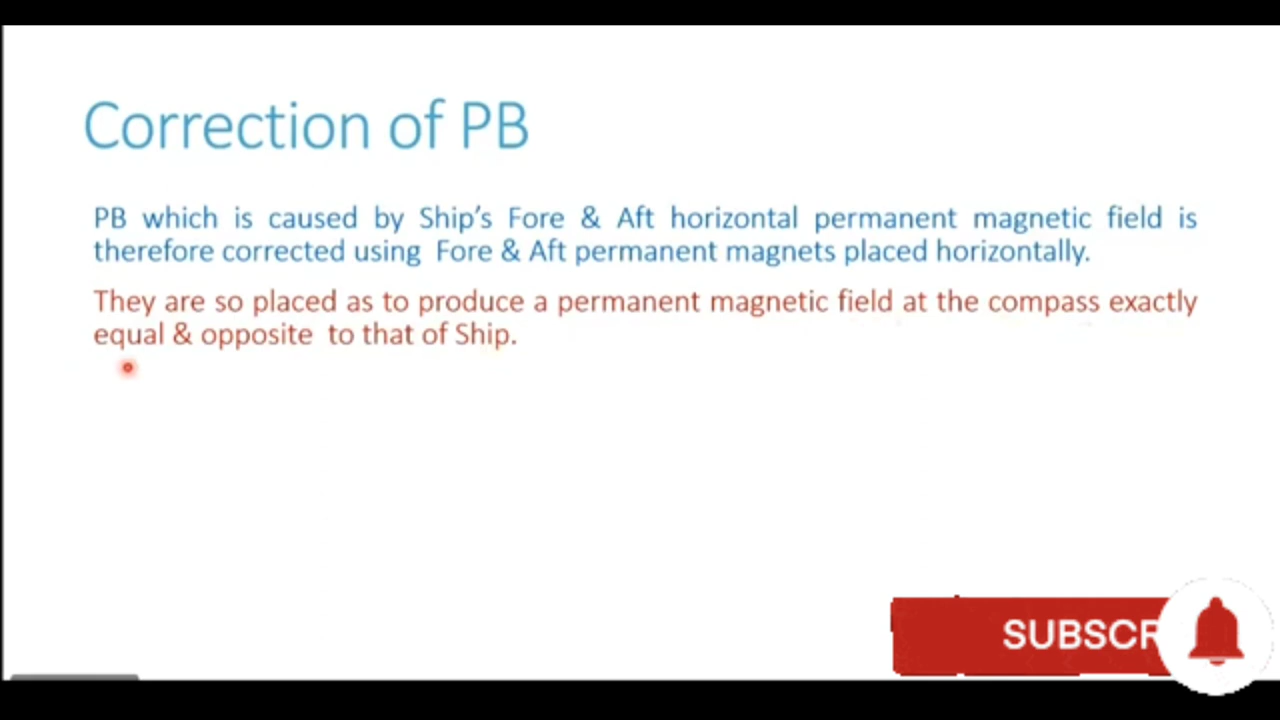 Correction of PB
PB which is caused by Ship's Fore & Aft horizontal permanent magnetic field is
therefore corrected using Fore & Aft permanent magnets placed horizontally.
They are so placed as to produce a permanent magnetic field at the compass exactly
equal & opposite to that of Ship.
SUBSCR